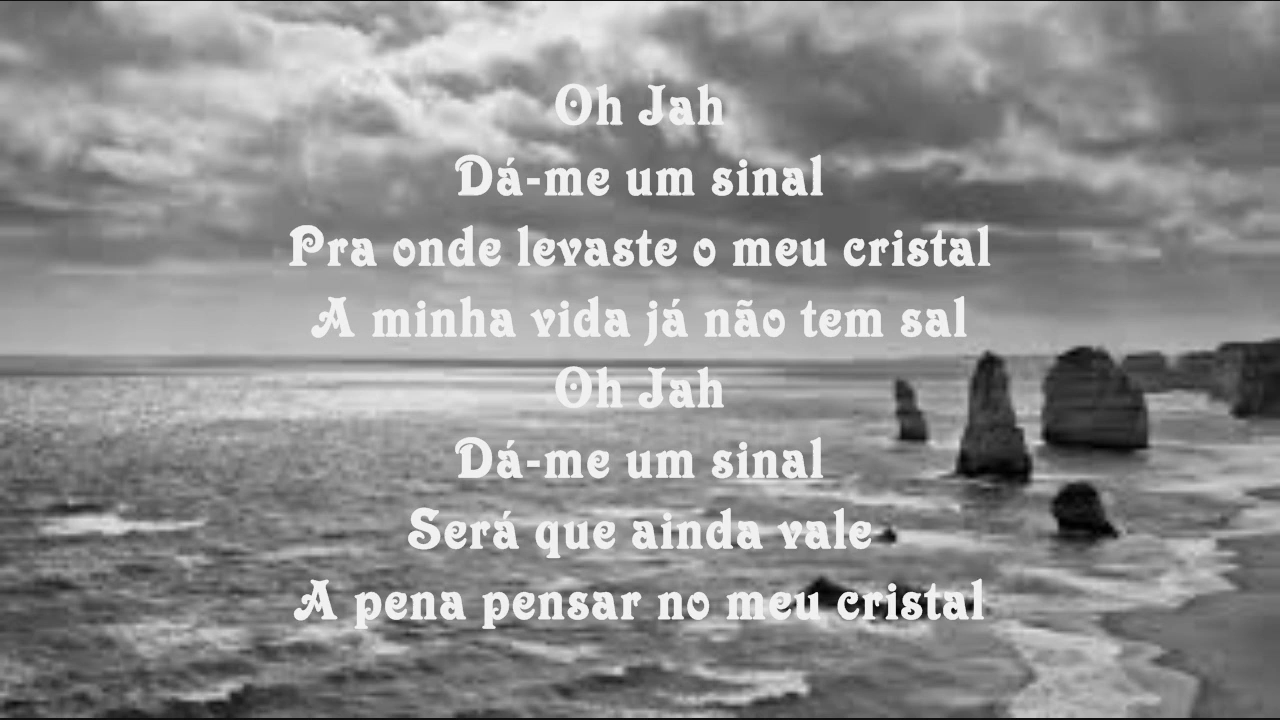 Oh Jah
Dá-me um sinal
Pra onde levaste o meu cristal
A minha vida já não tem sal
Oh Jah
Dá-me um sinal
Será que ainda vale
A pena pensar no meu cristal